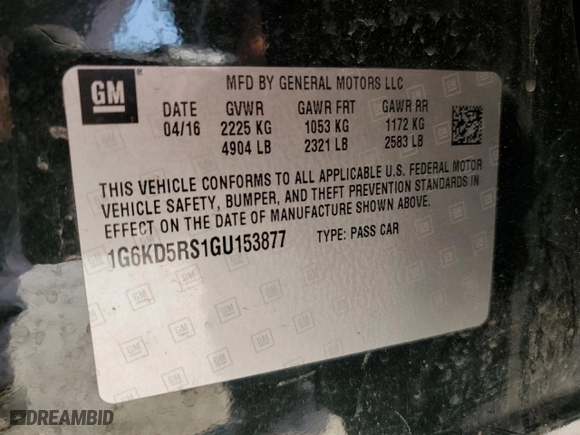 GM
MFD BY GENERAL MOTORS LLC
DATE GVWR GAWR FRT GAWR RR
04/16 2225 KG 1053 KG 1172 KG
4904 LB 2321 LB 2583 LB
THIS VEHICLE CONFORMS TO ALL APPLICABLE U.S. FEDERAL MOTOR
VEHICLE SAFETY, BUMPER, AND THEFT PREVENTION STANDARDS IN
EFFECT ON THE DATE OF MANUFACTURE SHOWN ABOVE.
1G6KD5RS1GU153877 TYPE: PASS CAR
DREAMBID